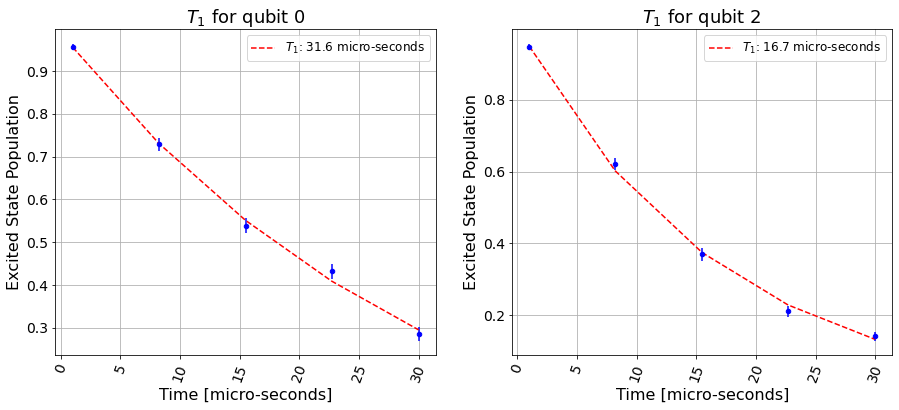 T₁ for qubit 0
T₁: 31.6 micro-seconds
Excited State Population
0.9
0.8
0.7
0.6
0.5
0.4
0.3
0 5 10 15 20 25 30
Time [micro-seconds]
T₁ for qubit 2
T₁: 16.7 micro-seconds
Excited State Population
0.8
0.6
0.4
0.2
0 5 10 15 20 25 30
Time [micro-seconds]